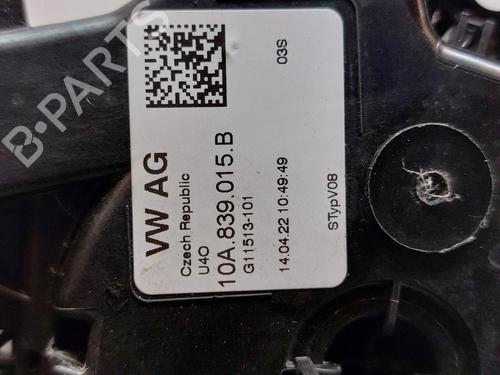 03S
VW AG
Czech Republic
U4O
10A.839.015.B
G11513-101
14.04.22 10:49:49
STypV08
B-PARTS